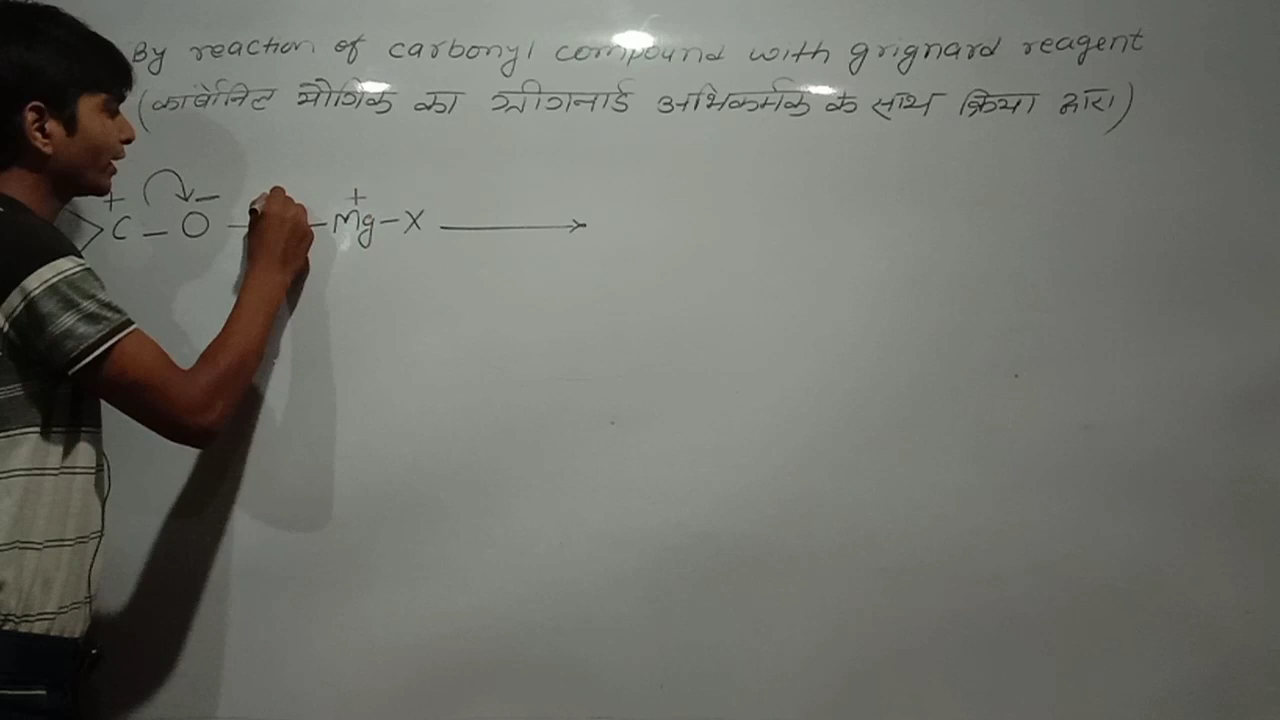 By reaction of carbonyl compound with grignard reagent
(कार्बोनिल यौगिक का ग्रीगनार्ड अभिकर्मक के साथ क्रिया द्वारा)
+ − +
>C − O − − Mg − X ⟶